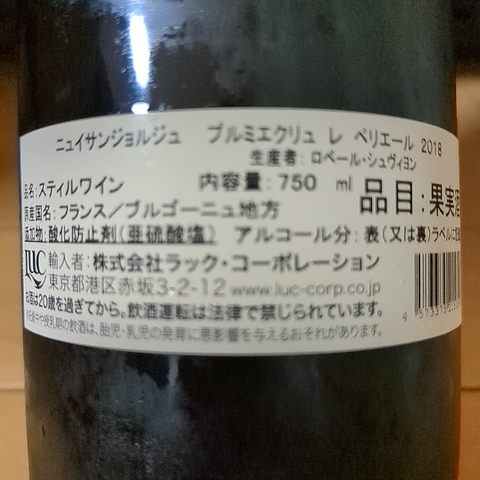 ニュイサンジョルジュ　プルミエクリュ　レ　ペリエール　2018
生産者：ロベール・シュヴィヨン
品名：スティルワイン　内容量：750　ml
品目：果実酒
原産国名：フランス／ブルゴーニュ地方
添加物：酸化防止剤（亜硫酸塩）　アルコール分：表（又は裏）ラベルに
LUC 輸入者：株式会社ラック・コーポレーション
東京都港区赤坂3-2-12 www.luc-corp.co.jp
お酒は20歳を過ぎてから。飲酒運転は法律で禁じられています。
妊娠中や授乳期の飲酒は、胎児・乳児の発育に悪影響を与えるおそれがあります。